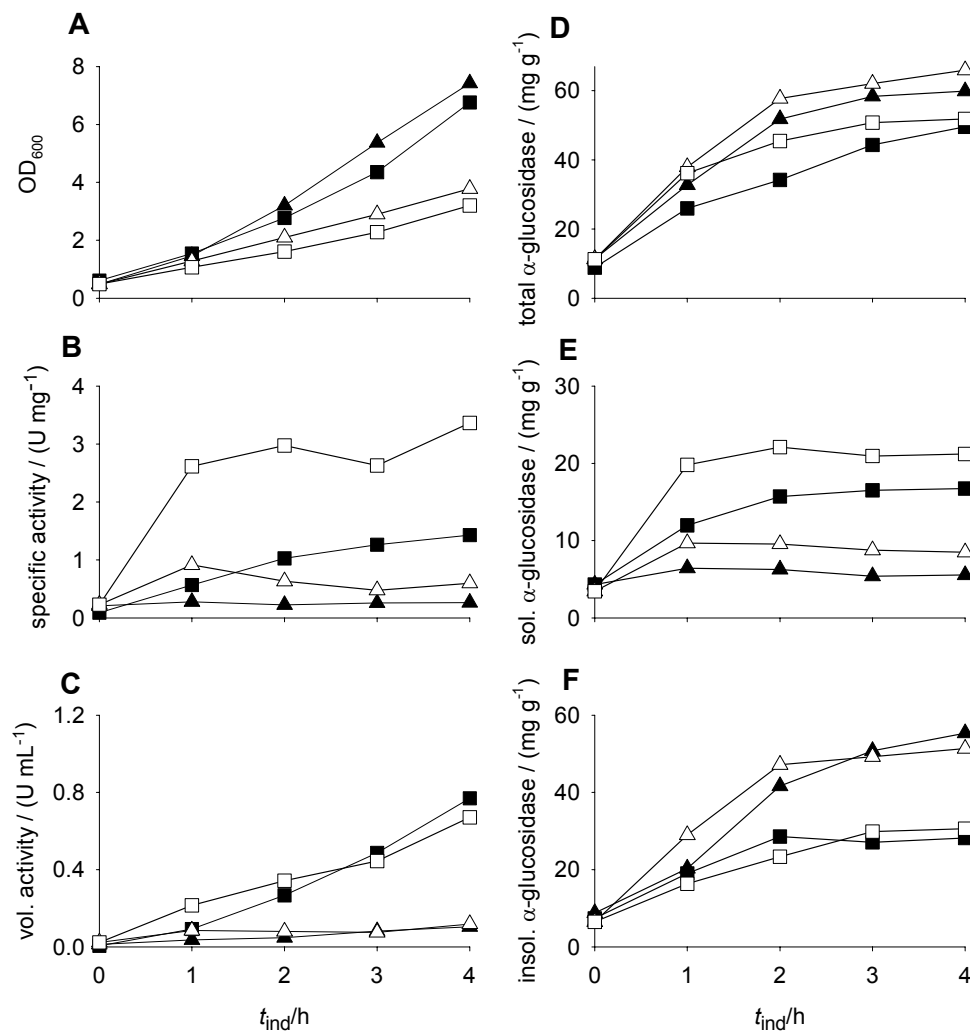 A
OD600
8
6
4
2
0
B
specific activity / (U mg-1)
4
3
2
1
0
C
vol. activity / (U mL-1)
1.2
0.8
0.4
0.0
0 1 2 3 4
tind/h
D
total α-glucosidase / (mg g-1)
60
40
20
0
E
sol. α-glucosidase / (mg g-1)
30
20
10
0
F
insol. α-glucosidase / (mg g-1)
60
40
20
0
0 1 2 3 4
tind/h